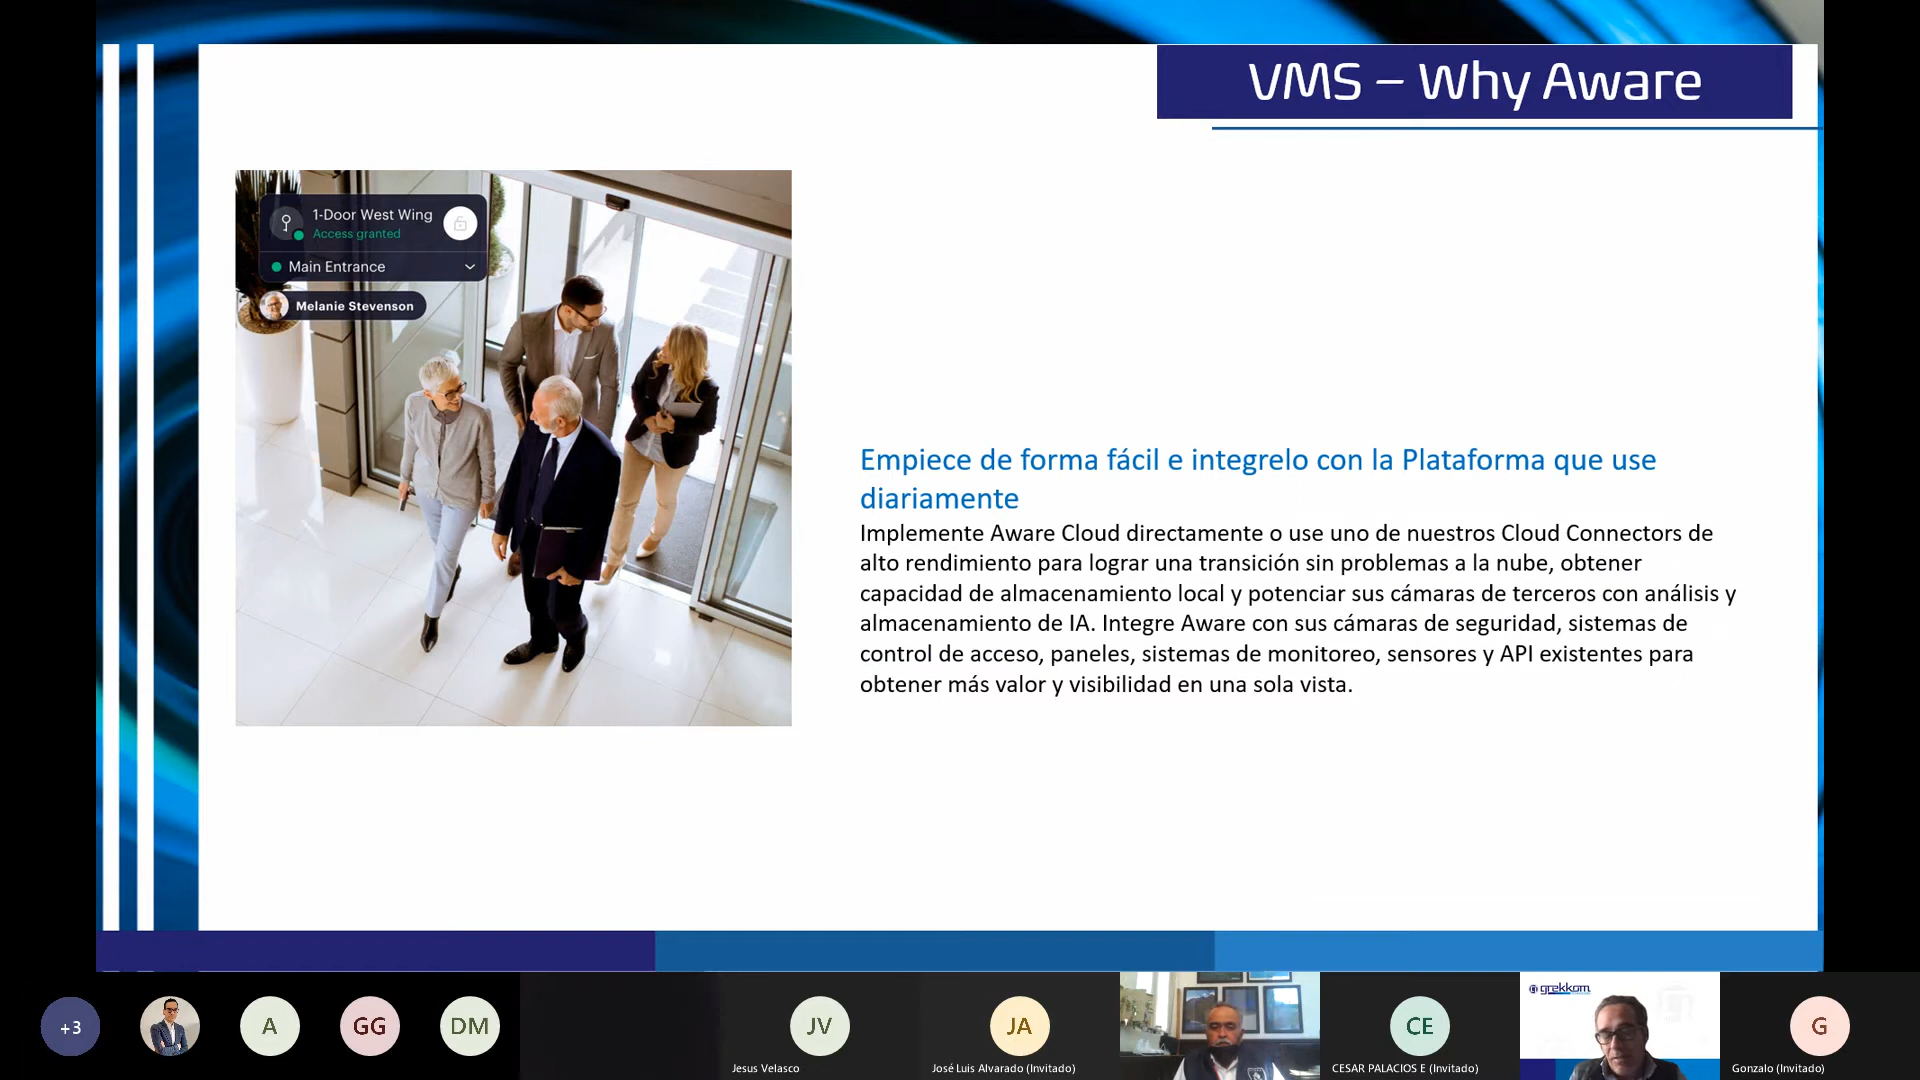 VMS – Why Aware
1-Door West Wing
Access granted
Main Entrance
Melanie Stevenson
Empiece de forma fácil e integrelo con la Plataforma que use
diariamente
Implemente Aware Cloud directamente o use uno de nuestros Cloud Connectors de
alto rendimiento para lograr una transición sin problemas a la nube, obtener
capacidad de almacenamiento local y potenciar sus cámaras de terceros con análisis y
almacenamiento de IA. Integre Aware con sus cámaras de seguridad, sistemas de
control de acceso, paneles, sistemas de monitoreo, sensores y API existentes para
obtener más valor y visibilidad en una sola vista.
+3
A
GG
DM
JV
Jesus Velasco
JA
José Luis Alvarado (Invitado)
CE
CESAR PALACIOS E (Invitado)
grekkom
G
Gonzalo (Invitado)